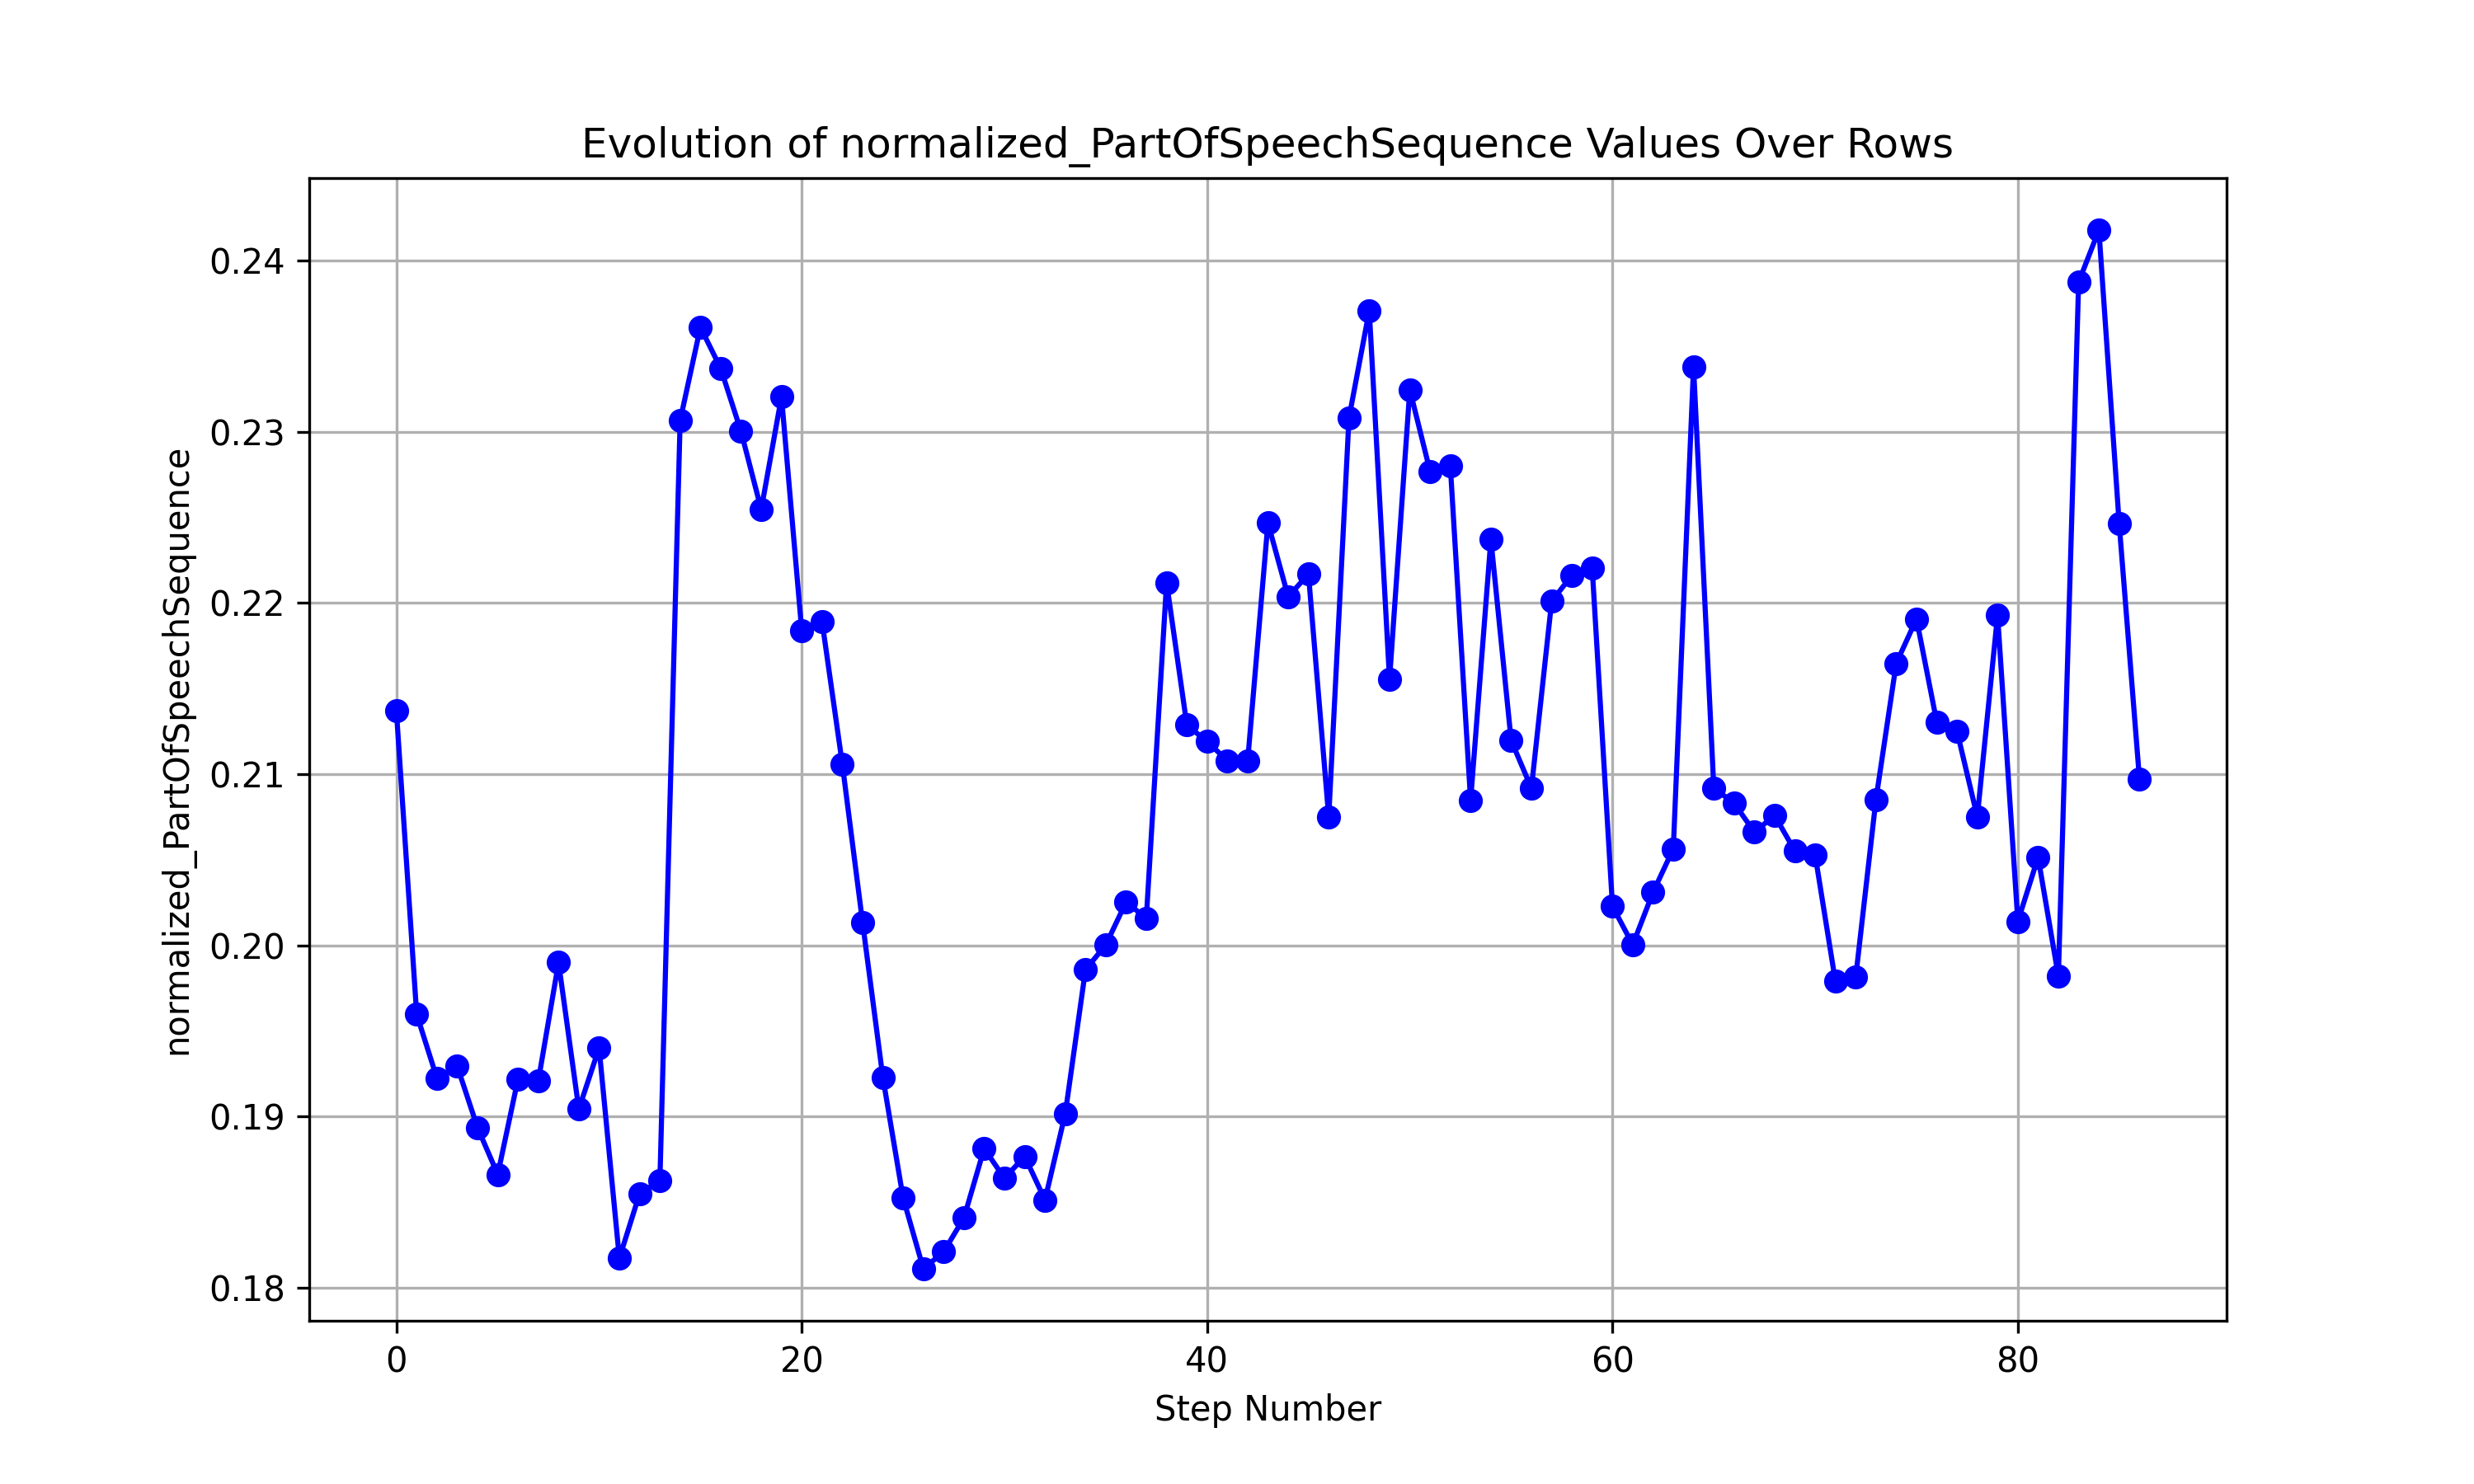 Evolution of normalized_PartOfSpeechSequence Values Over Rows
normalized_PartOfSpeechSequence
0.24
0.23
0.22
0.21
0.20
0.19
0.18
0 20 40 60 80
Step Number